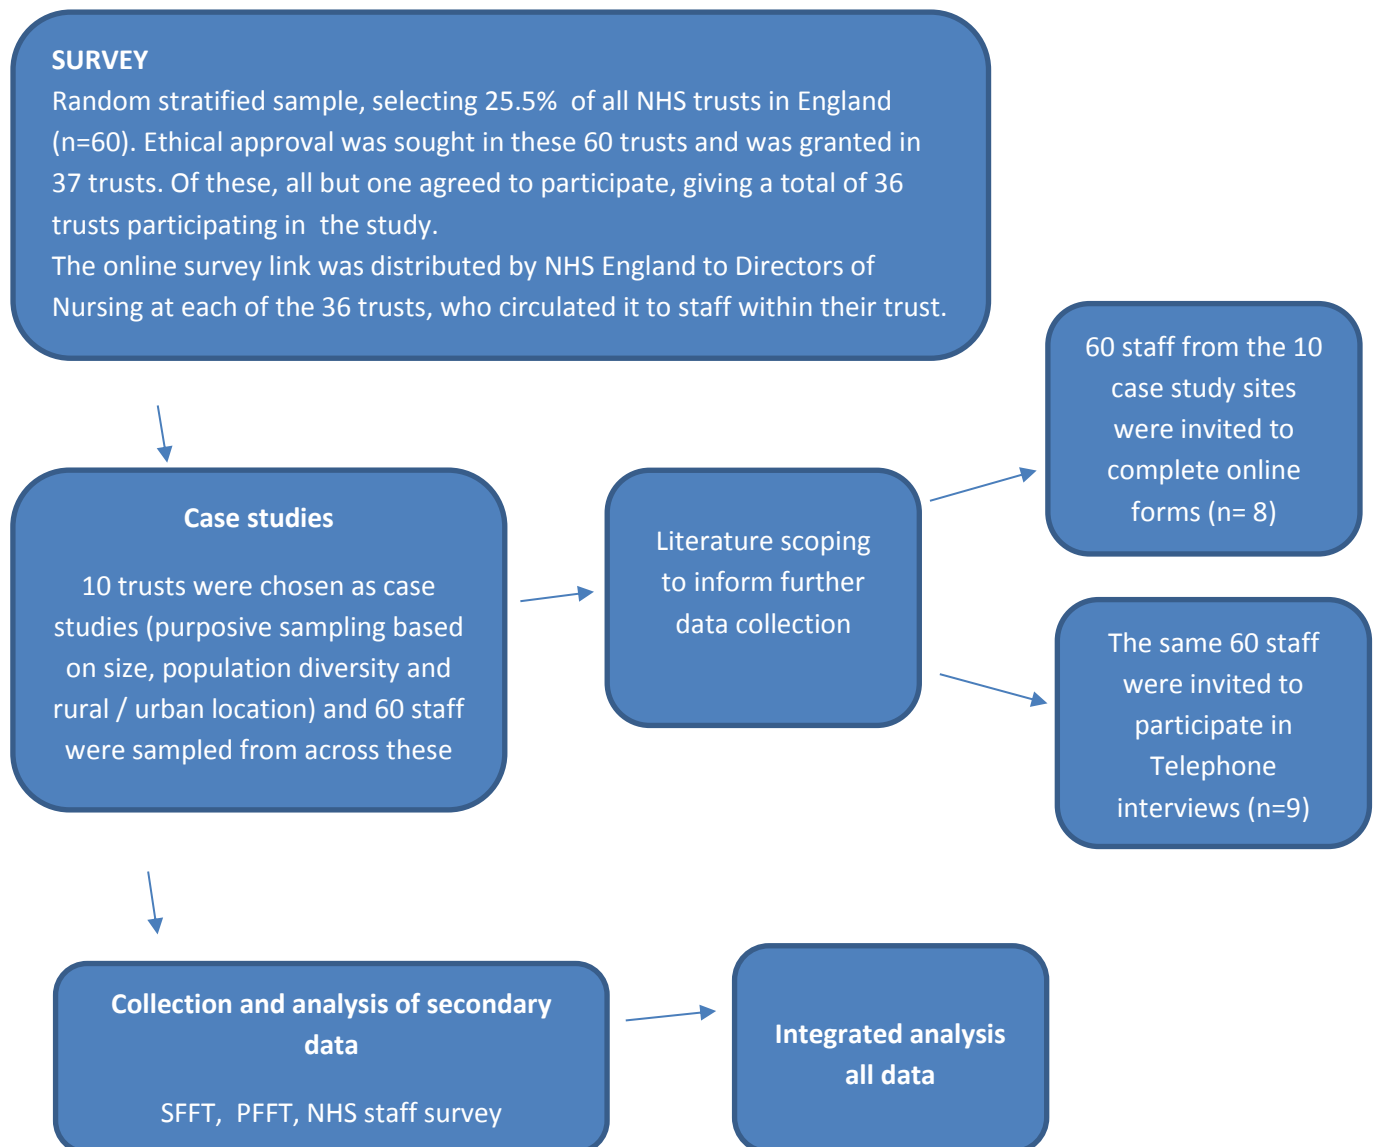 SURVEY
Random stratified sample, selecting 25.5%  of all NHS trusts in England
(n=60). Ethical approval was sought in these 60 trusts and was granted in
37 trusts. Of these, all but one agreed to participate, giving a total of 36
trusts participating in  the study.
The online survey link was distributed by NHS England to Directors of
Nursing at each of the 36 trusts, who circulated it to staff within their trust.
Case studies
10 trusts were chosen as case
studies (purposive sampling based
on size, population diversity and
rural / urban location) and 60 staff
were sampled from across these
Literature scoping
to inform further
data collection
60 staff from the 10
case study sites
were invited to
complete online
forms (n= 8)
The same 60 staff
were invited to
participate in
Telephone
interviews (n=9)
Collection and analysis of secondary
data
SFFT,  PFFT, NHS staff survey
Integrated analysis
all data